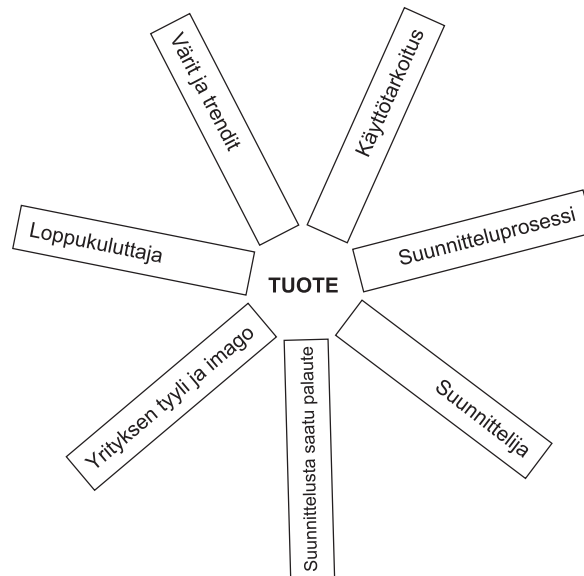 Värit ja trendit
Käyttötarkoitus
Loppukuluttaja
Suunnitteluprosessi
TUOTE
Yrityksen tyyli ja imago
Suunnittelusta saatu palaute
Suunnittelija